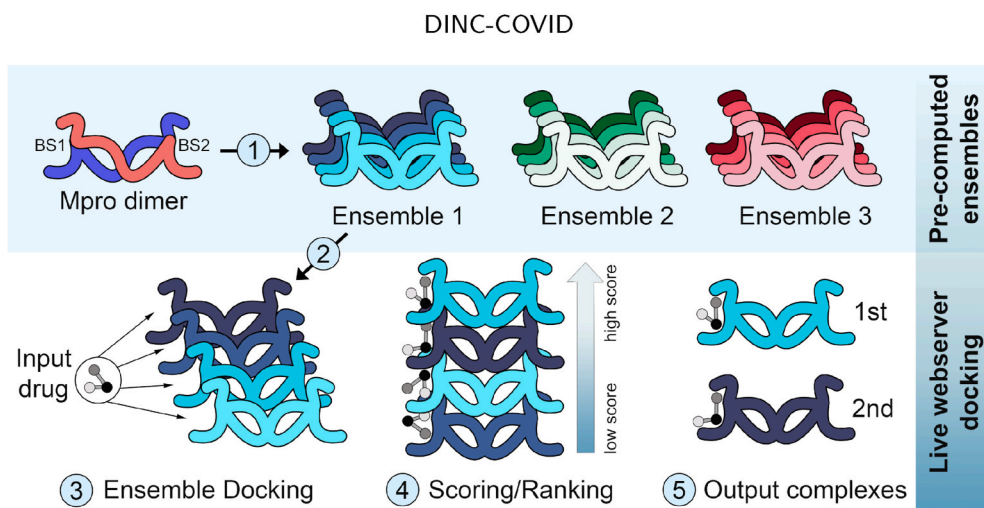 DINC-COVID
BS1
BS2
Mpro dimer
1
Ensemble 1
Ensemble 2
Ensemble 3
Pre-computed
ensembles
2
Input
drug
high score
low score
1st
2nd
Live webserver
docking
3 Ensemble Docking
4 Scoring/Ranking
5 Output complexes